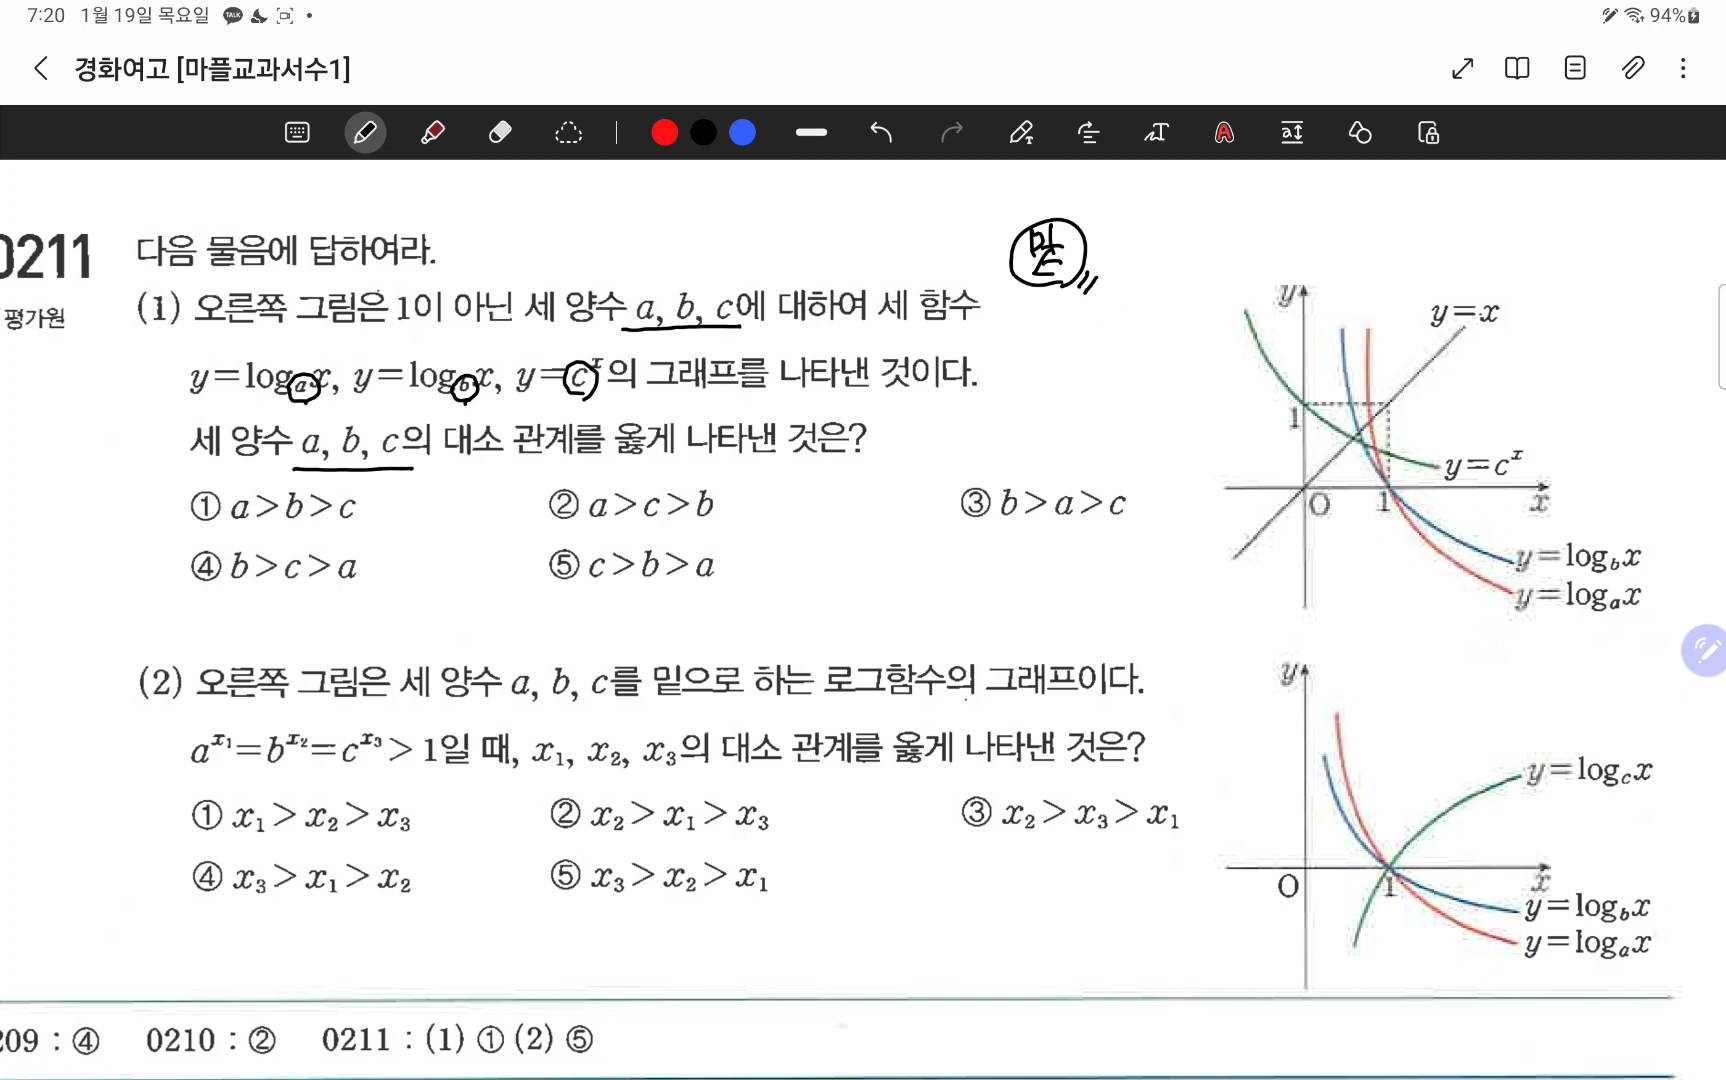 7:20 1월 19일 목요일 TALK 94%
경화여고 [마플교과서수1]
0211 다음 물음에 답하여라.
밑
평가원
(1) 오른쪽 그림은 1이 아닌 세 양수 a, b, c에 대하여 세 함수
y=logₐx, y=log_b x, y=cˣ의 그래프를 나타낸 것이다.
세 양수 a, b, c의 대소 관계를 옳게 나타낸 것은?
① a>b>c ② a>c>b ③ b>a>c
④ b>c>a ⑤ c>b>a
y
y=x
1
y=cˣ
O 1 x
y=log_b x
y=logₐx
(2) 오른쪽 그림은 세 양수 a, b, c를 밑으로 하는 로그함수의 그래프이다.
a^x₁=b^x₂=c^x₃>1일 때, x₁, x₂, x₃의 대소 관계를 옳게 나타낸 것은?
① x₁>x₂>x₃ ② x₂>x₁>x₃ ③ x₂>x₃>x₁
④ x₃>x₁>x₂ ⑤ x₃>x₂>x₁
y
y=log_c x
O 1 x
y=log_b x
y=logₐx
209 : ④ 0210 : ② 0211 : (1) ① (2) ⑤